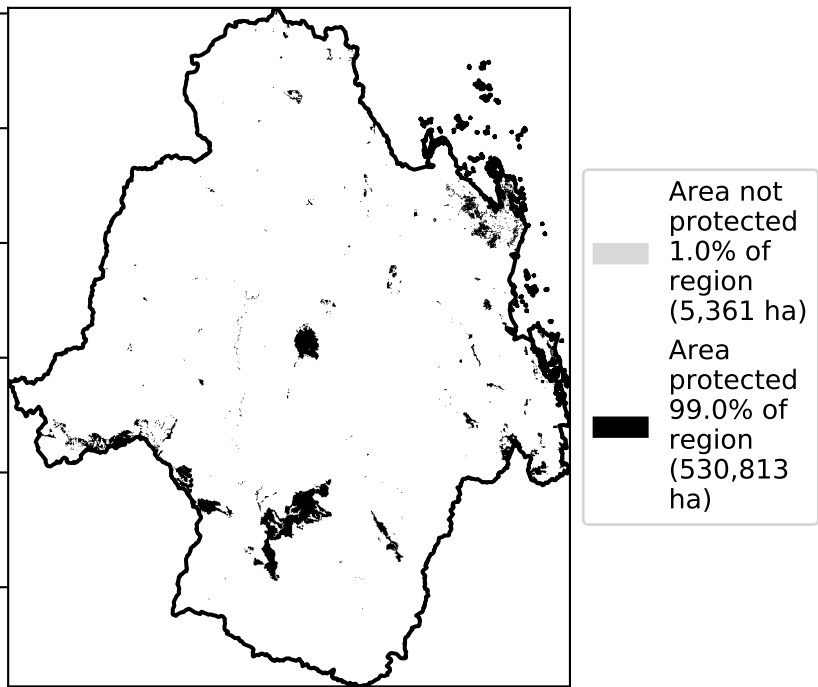 Area not
protected
1.0% of
region
(5,361 ha)
Area
protected
99.0% of
region
(530,813
ha)